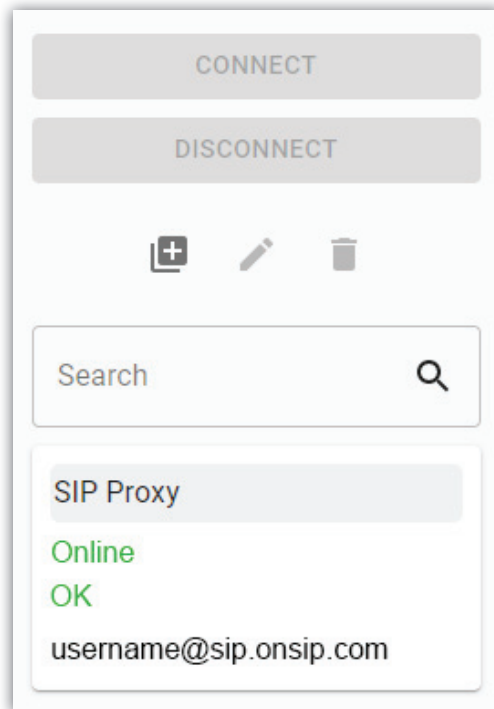 CONNECT
DISCONNECT
Search
SIP Proxy
Online
OK
username@sip.onsip.com